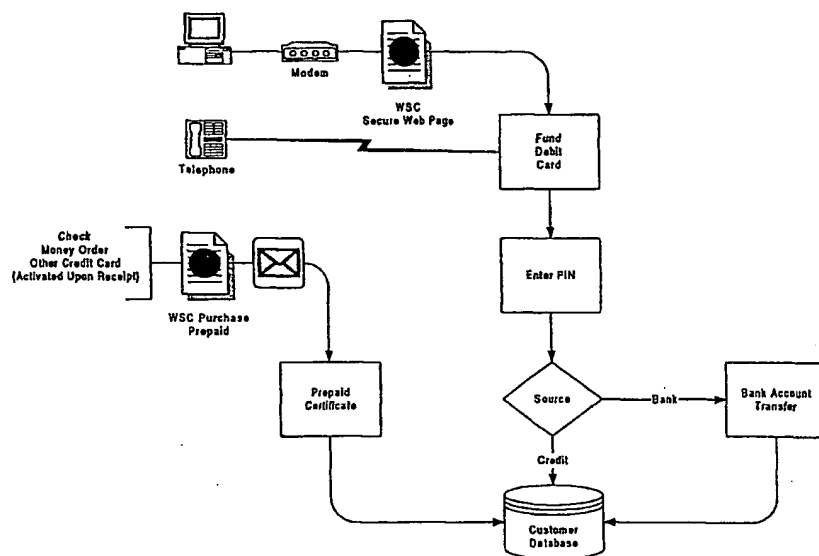 Modem
WSC
Secure Web Page
Fund
Debit
Card
Telephone
Check
Money Order
Other Credit Card
(Activated Upon Receipt)
WSC Purchase
Prepaid
Enter PIN
Prepaid
Certificate
Source
Bank
Bank Account
Transfer
Credit
Customer
Database